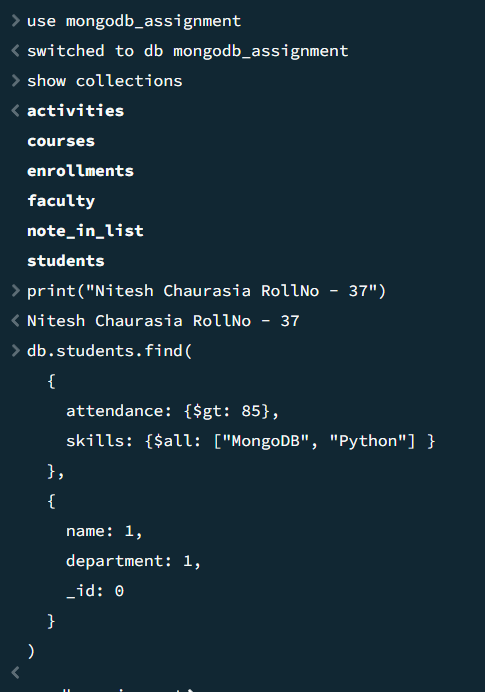 > use mongodb_assignment
< switched to db mongodb_assignment
> show collections
< activities
courses
enrollments
faculty
note_in_list
students
> print("Nitesh Chaurasia RollNo - 37")
< Nitesh Chaurasia RollNo - 37
> db.students.find(
{
attendance: {$gt: 85},
skills: {$all: ["MongoDB", "Python"] }
},
{
name: 1,
department: 1,
_id: 0
}
)
<